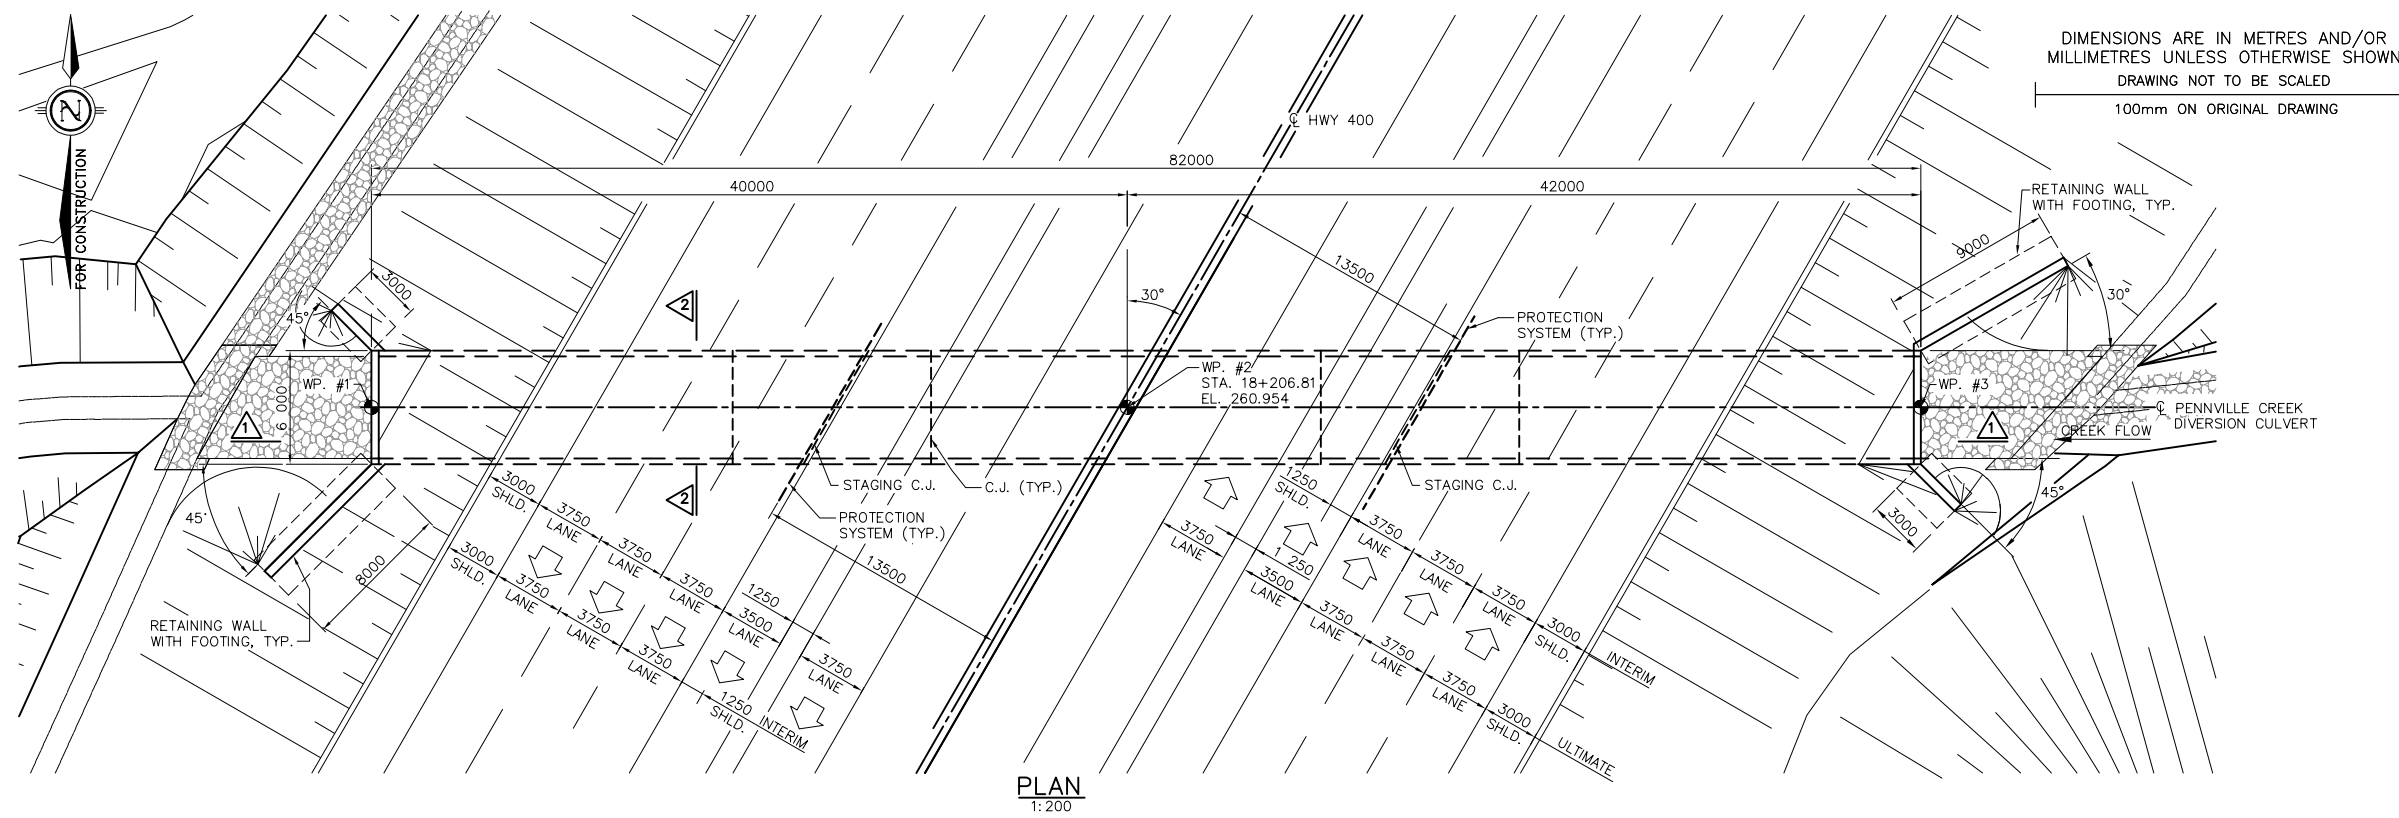 DIMENSIONS ARE IN METRES AND/OR
MILLIMETRES UNLESS OTHERWISE SHOWN
DRAWING NOT TO BE SCALED
100mm ON ORIGINAL DRAWING
N
FOR CONSTRUCTION
℄ HWY 400
82000
40000
42000
RETAINING WALL
WITH FOOTING, TYP.
9000
30°
3000
45°
2
30°
13500
PROTECTION
SYSTEM (TYP.)
WP. #1
6 000
1
WP. #2
STA. 18+206.81
EL. 260.954
WP. #3
1
℄ PENNVILLE CREEK
DIVERSION CULVERT
CREEK FLOW
45°
8000
RETAINING WALL
WITH FOOTING, TYP.
2
STAGING C.J.
C.J. (TYP.)
PROTECTION
SYSTEM (TYP.)
13500
STAGING C.J.
3000
45°
3000
SHLD.
3750
LANE
3750
LANE
3750
LANE
3500
LANE
1250
3750
LANE
3000
SHLD.
3750
LANE
3750
LANE
3750
LANE
1250
SHLD.
INTERIM
1250
SHLD.
3750
LANE
3750
LANE
3750
LANE
3000
SHLD.
INTERIM
3750
LANE
1 250
3500
LANE
3750
LANE
3750
LANE
3750
LANE
3000
SHLD.
ULTIMATE
PLAN
1:200